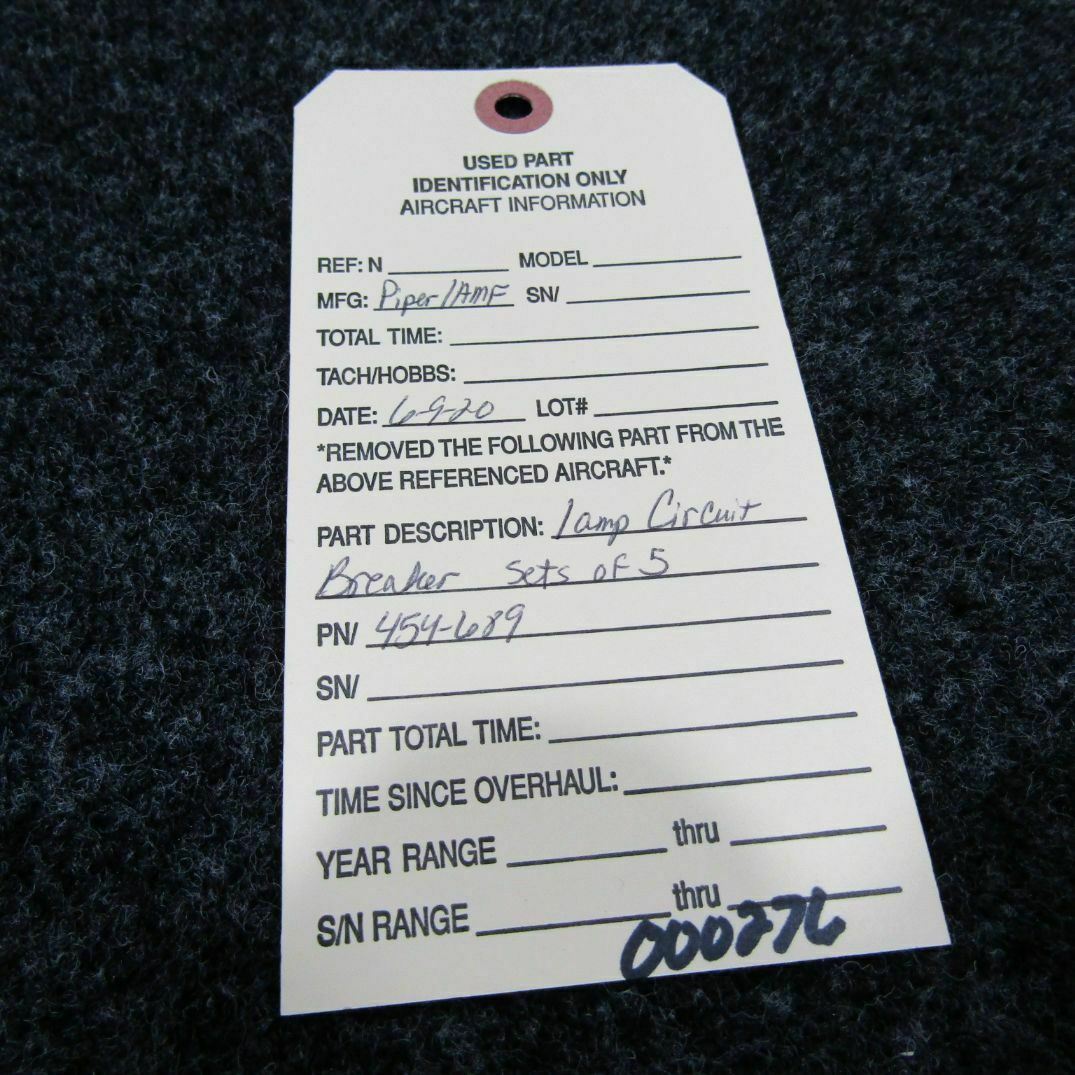 USED PART
IDENTIFICATION ONLY
AIRCRAFT INFORMATION
REF: N MODEL
MFG: Piper/AMF SN/
TOTAL TIME:
TACH/HOBBS:
DATE: 6-9-20 LOT#
*REMOVED THE FOLLOWING PART FROM THE
ABOVE REFERENCED AIRCRAFT.*
PART DESCRIPTION: lamp Circuit
Breaker Sets of 5
PN/ 454-689
SN/
PART TOTAL TIME:
TIME SINCE OVERHAUL:
YEAR RANGE thru
S/N RANGE thru
000276